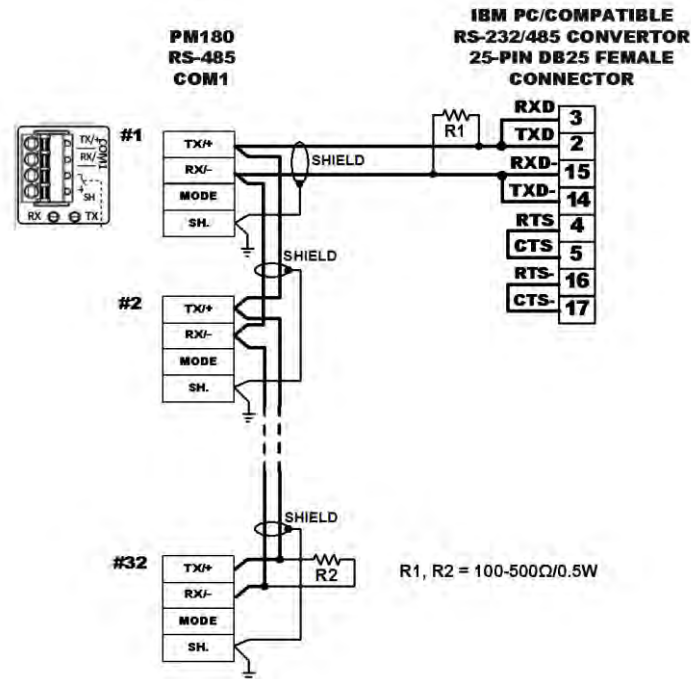 IBM PC/COMPATIBLE
RS-232/485 CONVERTOR
25-PIN DB25 FEMALE
CONNECTOR
PM180
RS-485
COM1
#1
TX/+
RX/-
MODE
SH.
SHIELD
R1
RXD 3
TXD 2
RXD- 15
TXD- 14
RTS 4
CTS 5
RTS- 16
CTS- 17
COM1
TX/+
RX/-
SH
RX
TX
SHIELD
#2
TX/+
RX/-
MODE
SH.
SHIELD
#32
TX/+
RX/-
MODE
SH.
R2
R1, R2 = 100-500Ω/0.5W